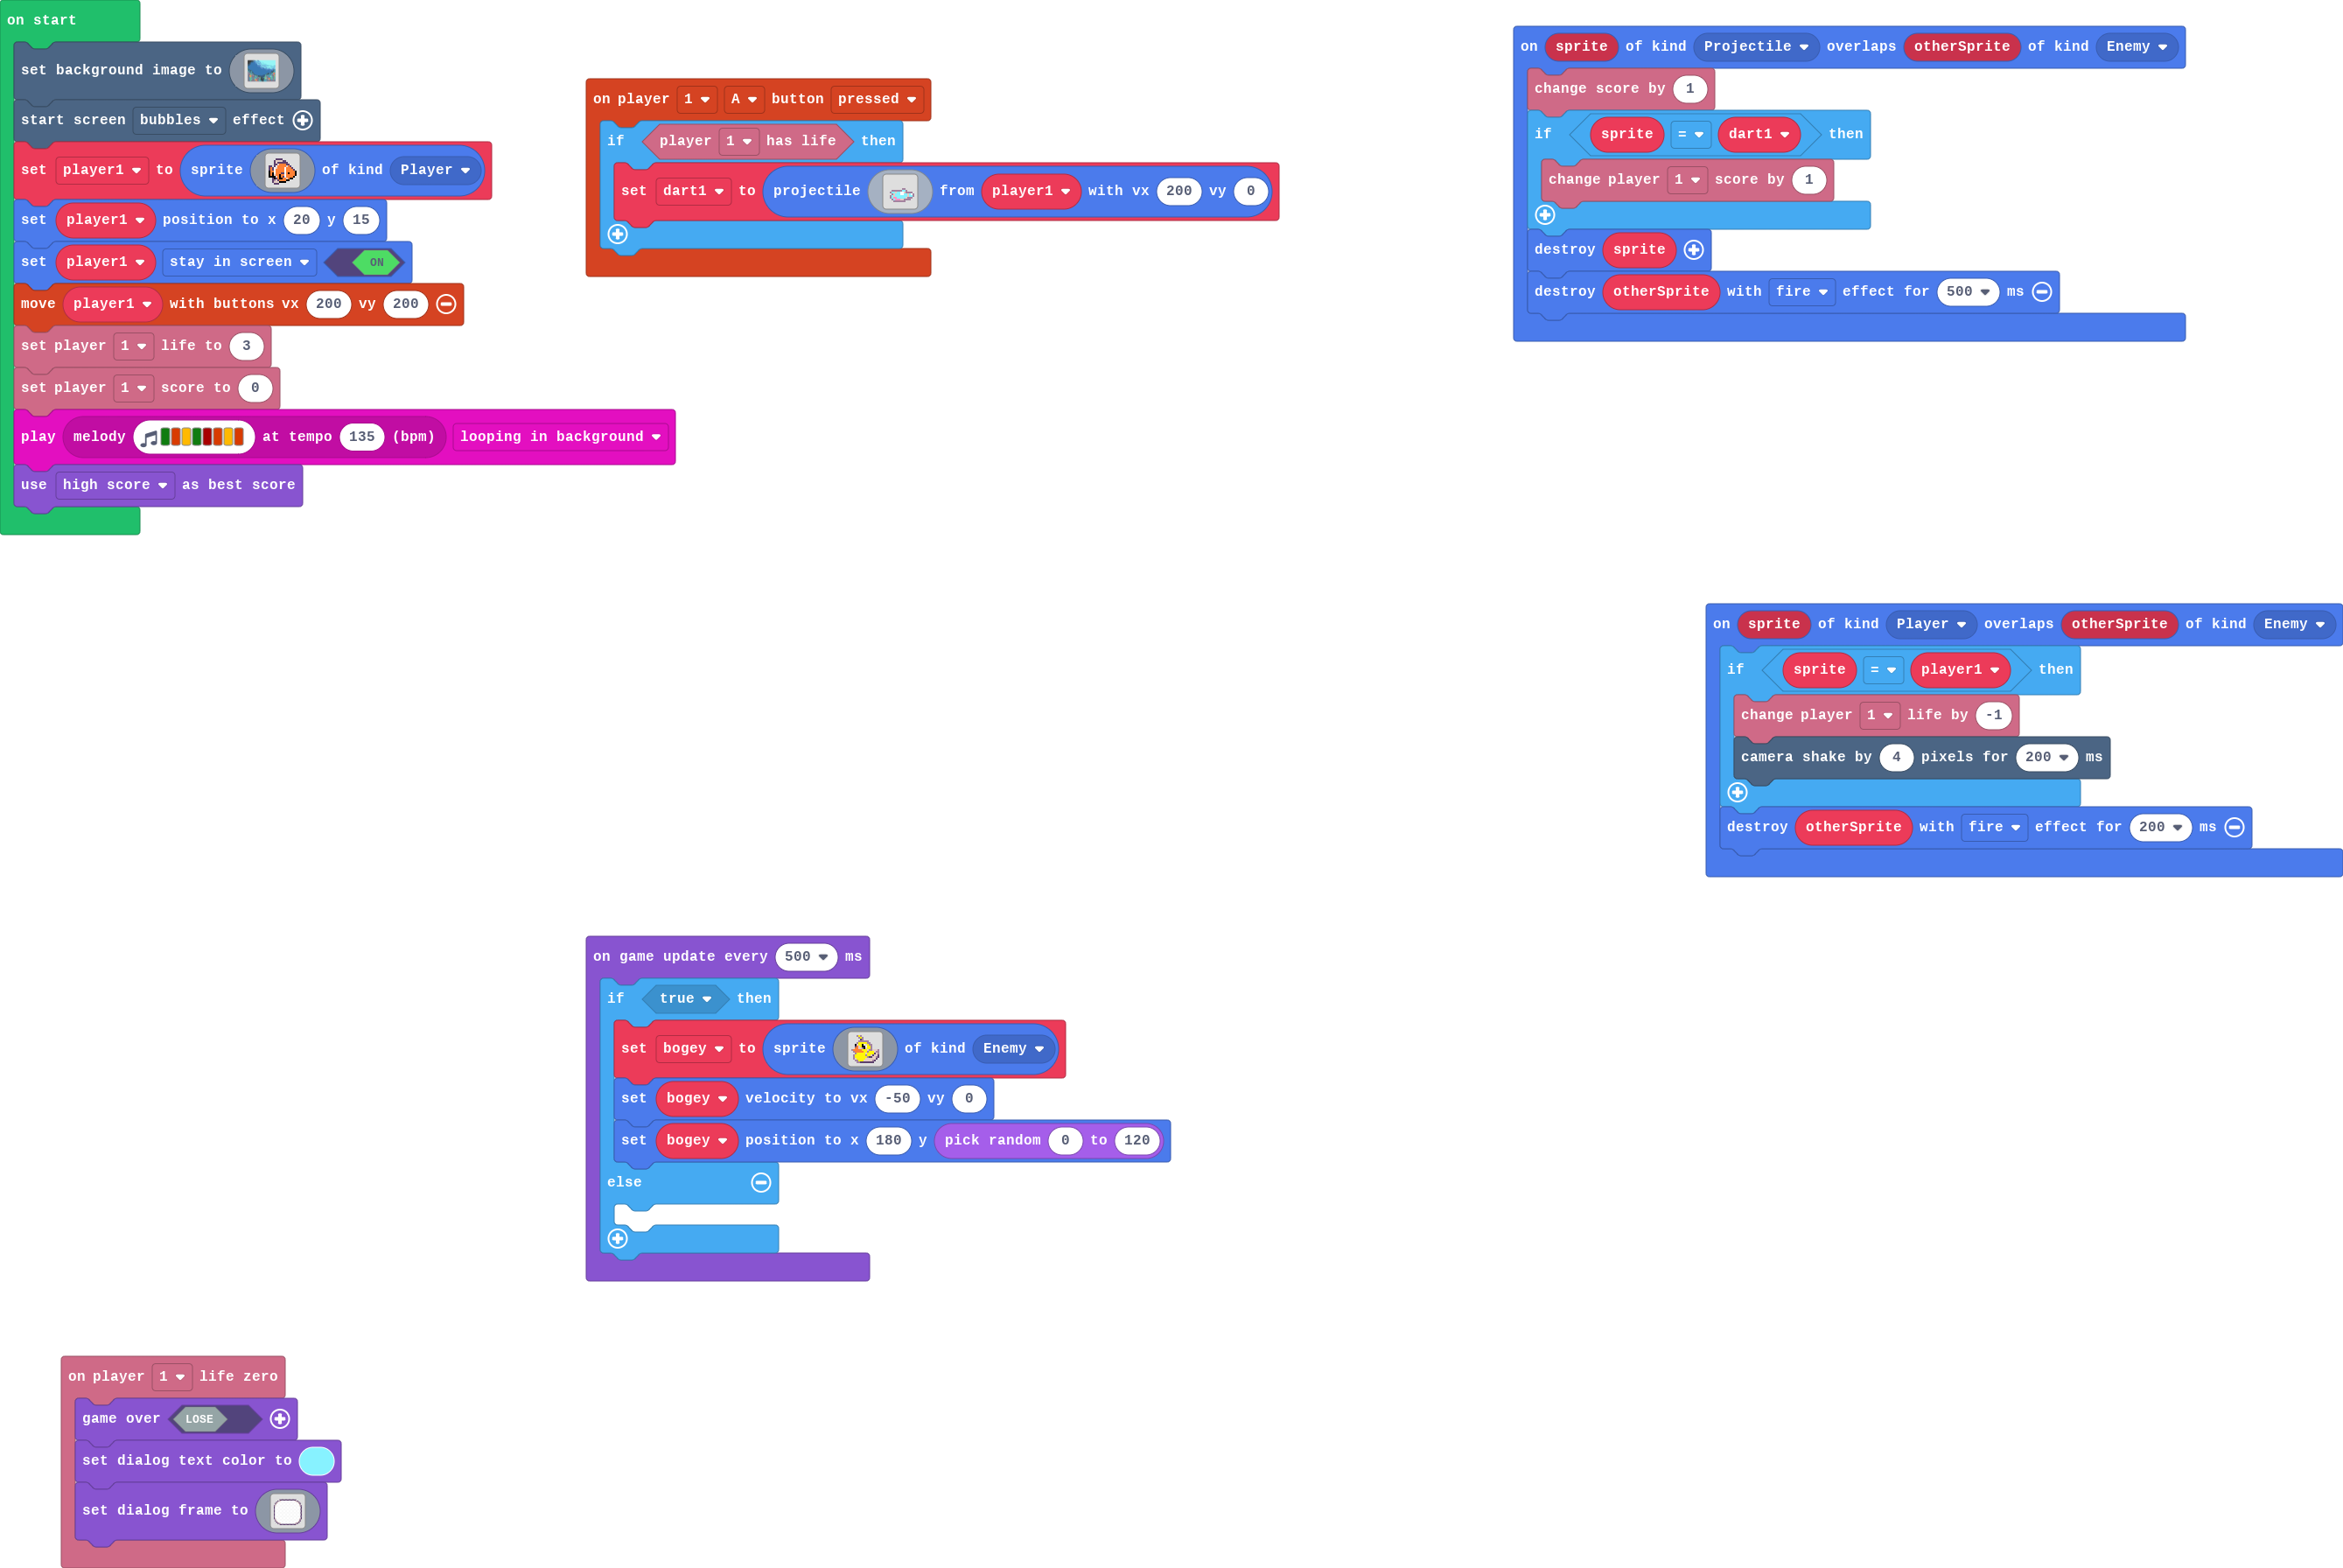 on start
set background image to
start screen bubbles effect
set player1 to sprite of kind Player
set player1 position to x 20 y 15
set player1 stay in screen ON
move player1 with buttons vx 200 vy 200
set player 1 life to 3
set player 1 score to 0
play melody at tempo 135 (bpm) looping in background
use high score as best score
on player 1 A button pressed
if player 1 has life then
set dart1 to projectile from player1 with vx 200 vy 0
on sprite of kind Projectile overlaps otherSprite of kind Enemy
change score by 1
if sprite = dart1 then
change player 1 score by 1
destroy sprite
destroy otherSprite with fire effect for 500 ms
on sprite of kind Player overlaps otherSprite of kind Enemy
if sprite = player1 then
change player 1 life by -1
camera shake by 4 pixels for 200 ms
destroy otherSprite with fire effect for 200 ms
on game update every 500 ms
if true then
set bogey to sprite of kind Enemy
set bogey velocity to vx -50 vy 0
set bogey position to x 180 y pick random 0 to 120
else
on player 1 life zero
game over LOSE
set dialog text color to
set dialog frame to